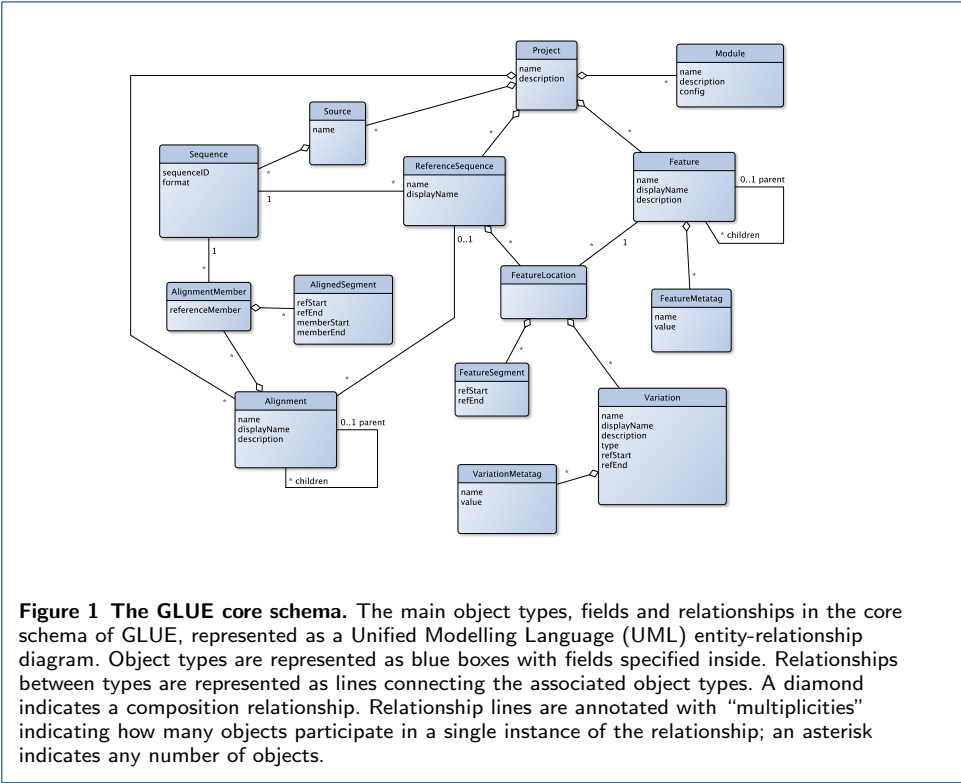 Project
name
description
*
Module
name
description
config
*
Source
name
*
Sequence
sequenceID
format
*
1
*
ReferenceSequence
name
displayName
*
Feature
name
displayName
description
0..1 parent
* children
1
*
0..1
*
*
1
AlignmentMember
referenceMember
*
AlignedSegment
refStart
refEnd
memberStart
memberEnd
*
FeatureLocation
*
FeatureMetatag
name
value
*
*
*
FeatureSegment
refStart
refEnd
*
*
Alignment
name
displayName
description
0..1 parent
* children
Variation
name
displayName
description
type
refStart
refEnd
*
VariationMetatag
name
value
Figure 1 The GLUE core schema. The main object types, fields and relationships in the core
schema of GLUE, represented as a Unified Modelling Language (UML) entity-relationship
diagram. Object types are represented as blue boxes with fields specified inside. Relationships
between types are represented as lines connecting the associated object types. A diamond
indicates a composition relationship. Relationship lines are annotated with “multiplicities”
indicating how many objects participate in a single instance of the relationship; an asterisk
indicates any number of objects.